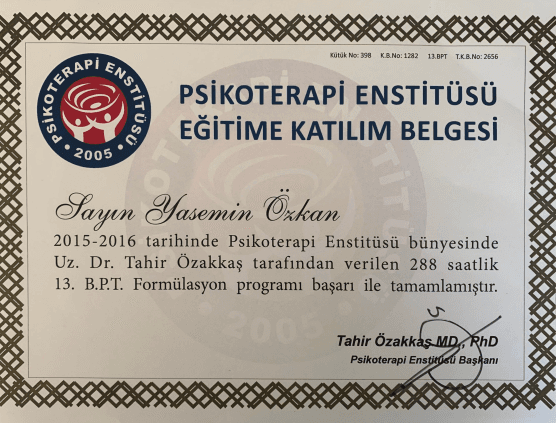 Kütük No: 398 K.B.No: 1282 13.BPT T.K.B.No: 2656
PSİKOTERAPİ ENSTİTÜSÜ
• 2005 •
PSİKOTERAPİ ENSTİTÜSÜ
EĞİTİME KATILIM BELGESİ
Sayın Yasemin Özkan
2015-2016 tarihinde Psikoterapi Enstitüsü bünyesinde
Uz. Dr. Tahir Özakkaş tarafından verilen 288 saatlik
13. B.P.T. Formülasyon programı başarı ile tamamlamıştır.
Tahir Özakkaş MD., PhD
Psikoterapi Enstitüsü Başkanı